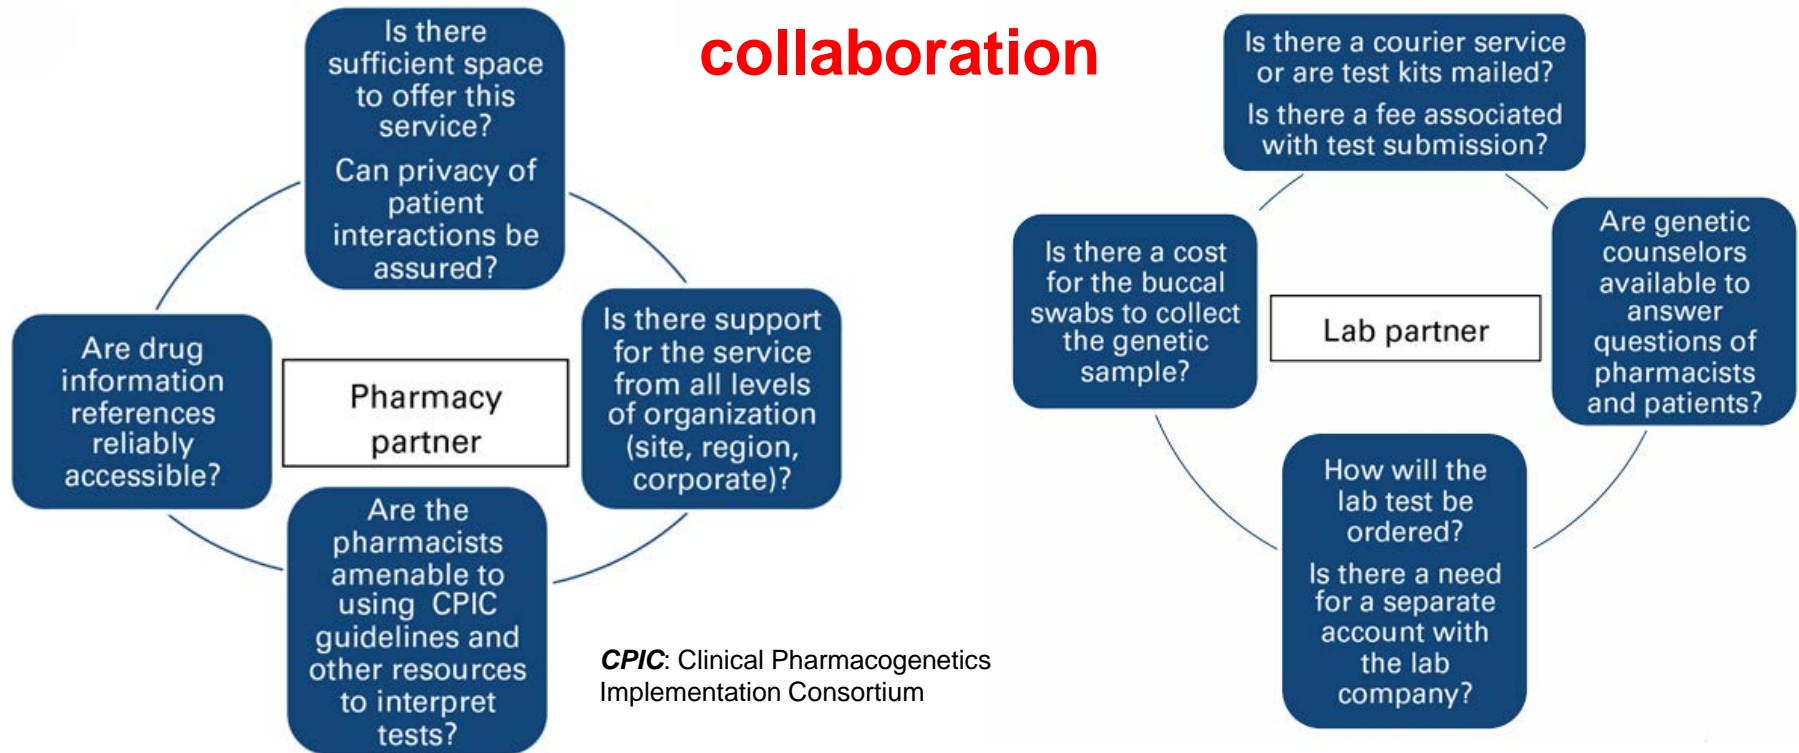 collaboration
Is there
sufficient space
to offer this
service?
Can privacy of
patient
interactions be
assured?
Is there support
for the service
from all levels
of organization
(site, region,
corporate)?
Are the
pharmacists
amenable to
using CPIC
guidelines and
other resources
to interpret
tests?
Are drug
information
references
reliably
accessible?
Pharmacy
partner
CPIC: Clinical Pharmacogenetics
Implementation Consortium
Is there a courier service
or are test kits mailed?
Is there a fee associated
with test submission?
Are genetic
counselors
available to
answer
questions of
pharmacists
and patients?
How will the
lab test be
ordered?
Is there a need
for a separate
account with
the lab
company?
Is there a cost
for the buccal
swabs to collect
the genetic
sample?
Lab partner